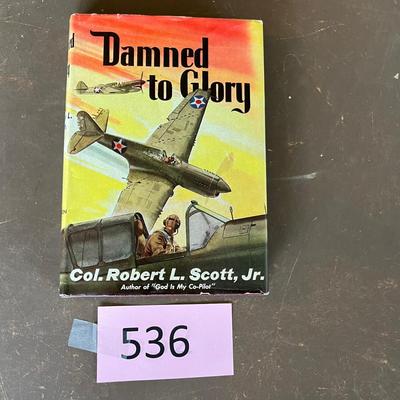 Damned
to Glory
Col. Robert L. Scott, Jr.
Author of "God Is My Co-Pilot"
536